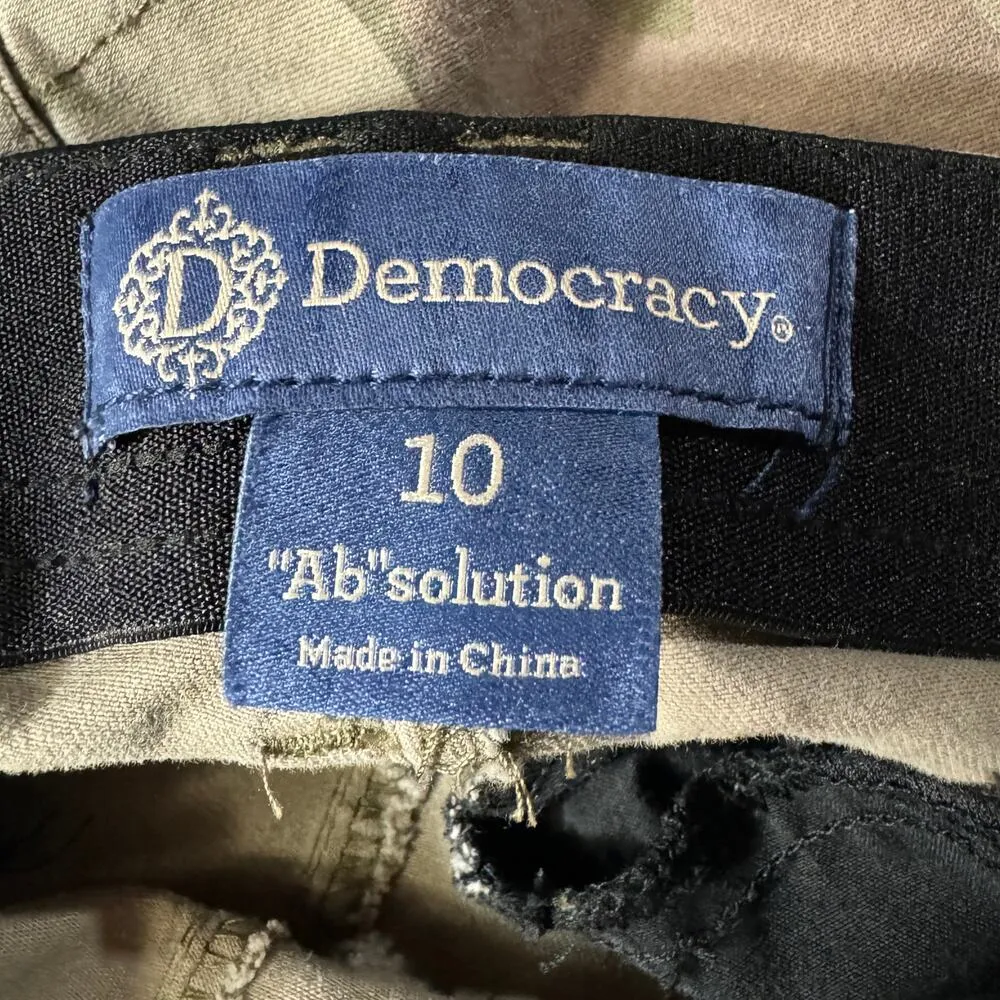 D Democracy®
10
"Ab"solution
Made in China